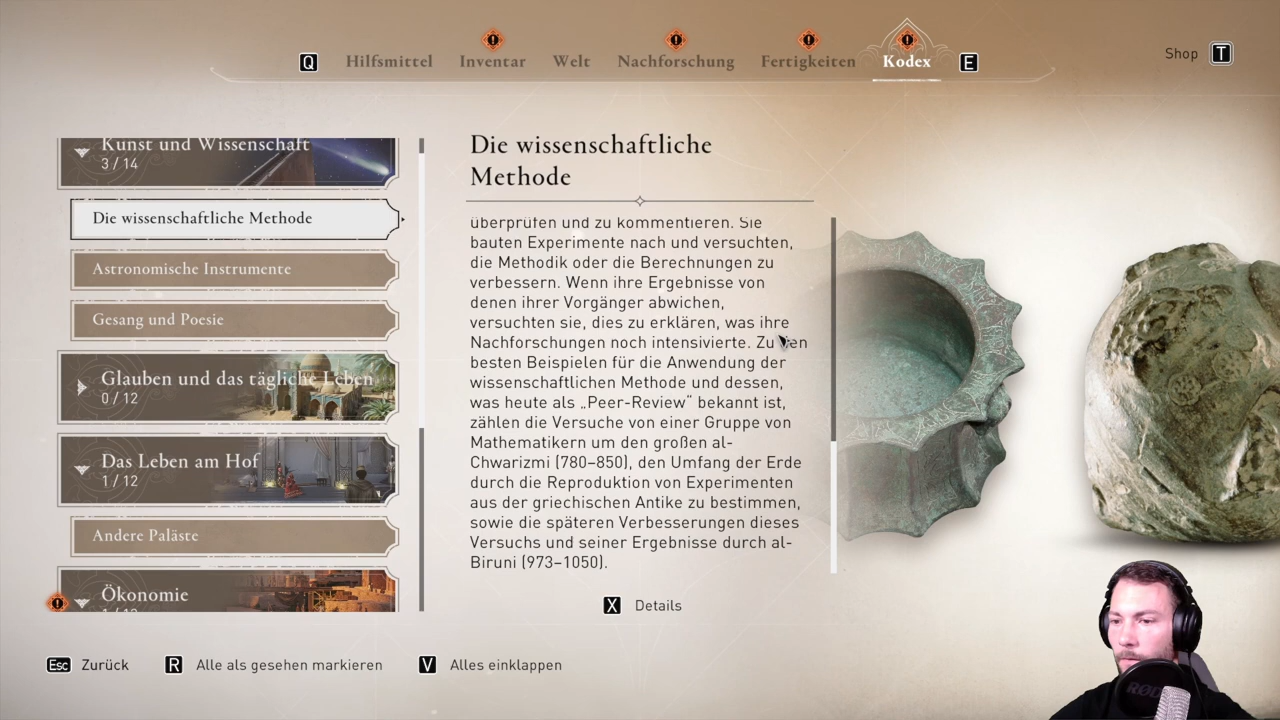 Q
Hilfsmittel
Inventar
Welt
Nachforschung
Fertigkeiten
Kodex
E
Shop
T
Kunst und Wissenschaft
3 / 14
Die wissenschaftliche Methode
Astronomische Instrumente
Gesang und Poesie
Glauben und das tägliche Leben
0 / 12
Das Leben am Hof
1 / 12
Andere Paläste
Ökonomie
Die wissenschaftliche
Methode
überprüfen und zu kommentieren. Sie
bauten Experimente nach und versuchten,
die Methodik oder die Berechnungen zu
verbessern. Wenn ihre Ergebnisse von
denen ihrer Vorgänger abwichen,
versuchten sie, dies zu erklären, was ihre
Nachforschungen noch intensivierte. Zu den
besten Beispielen für die Anwendung der
wissenschaftlichen Methode und dessen,
was heute als „Peer-Review“ bekannt ist,
zählen die Versuche von einer Gruppe von
Mathematikern um den großen al-
Chwarizmi (780–850), den Umfang der Erde
durch die Reproduktion von Experimenten
aus der griechischen Antike zu bestimmen,
sowie die späteren Verbesserungen dieses
Versuchs und seiner Ergebnisse durch al-
Biruni (973–1050).
X Details
Esc Zurück
R Alle als gesehen markieren
V Alles einklappen
RØDE